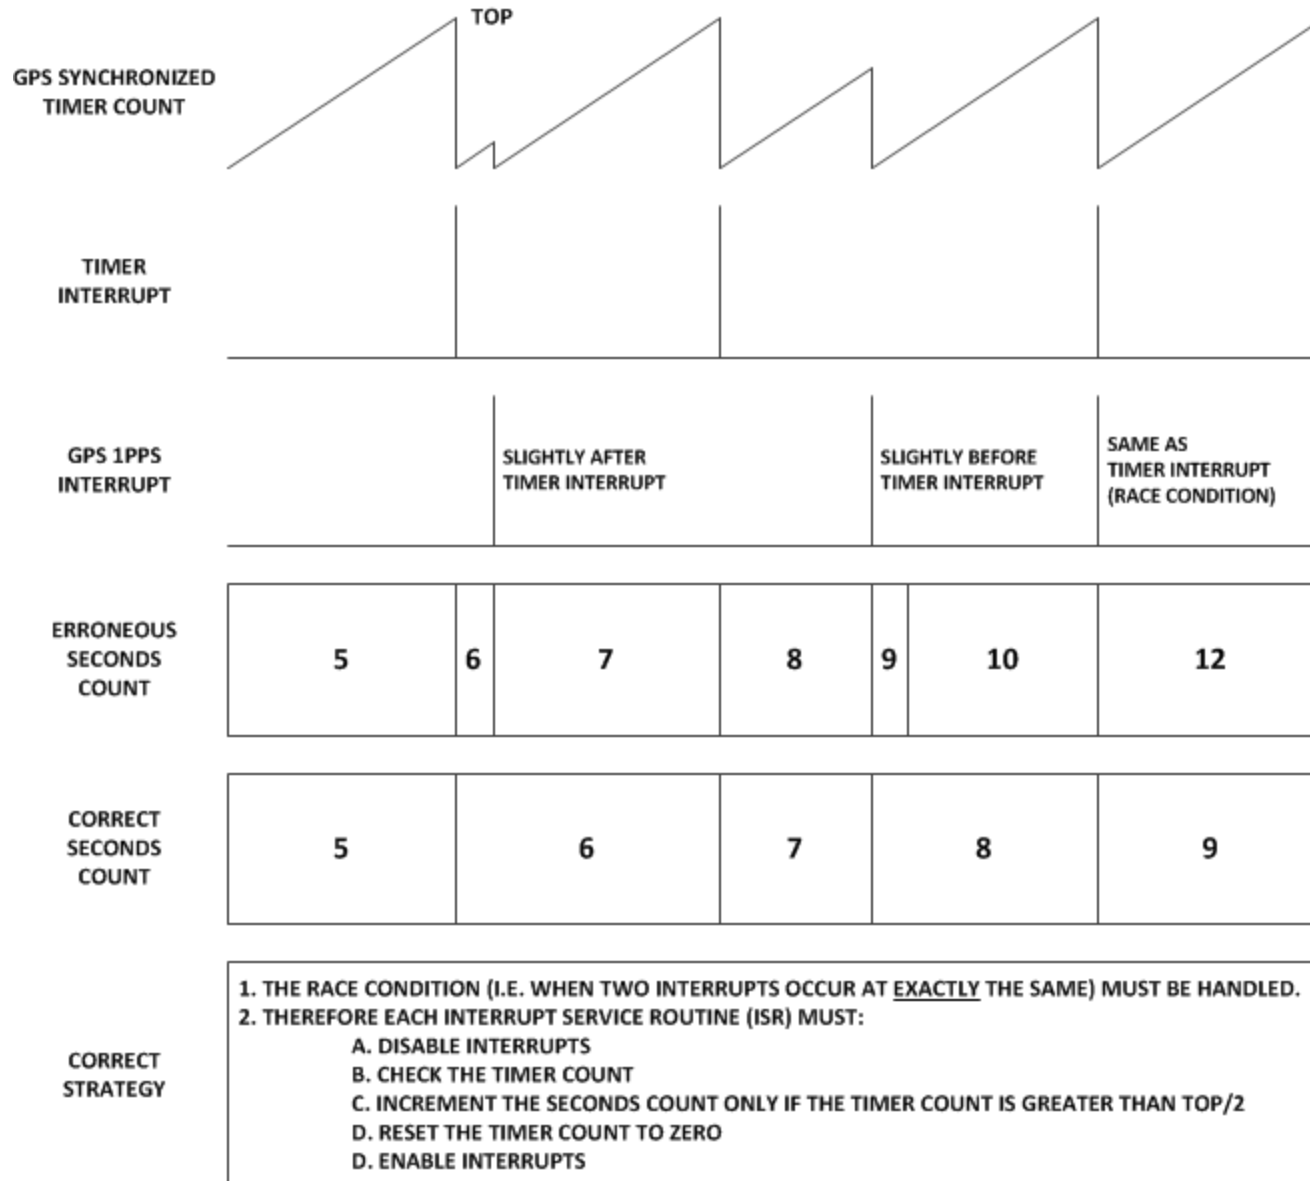 TOP
GPS SYNCHRONIZED
TIMER COUNT
TIMER
INTERRUPT
GPS 1PPS
INTERRUPT
SLIGHTLY AFTER
TIMER INTERRUPT
SLIGHTLY BEFORE
TIMER INTERRUPT
SAME AS
TIMER INTERRUPT
(RACE CONDITION)
ERRONEOUS
SECONDS
COUNT
5 6 7 8 9 10 12
CORRECT
SECONDS
COUNT
5 6 7 8 9
CORRECT
STRATEGY
1. THE RACE CONDITION (I.E. WHEN TWO INTERRUPTS OCCUR AT EXACTLY THE SAME) MUST BE HANDLED.
2. THEREFORE EACH INTERRUPT SERVICE ROUTINE (ISR) MUST:
A. DISABLE INTERRUPTS
B. CHECK THE TIMER COUNT
C. INCREMENT THE SECONDS COUNT ONLY IF THE TIMER COUNT IS GREATER THAN TOP/2
D. RESET THE TIMER COUNT TO ZERO
D. ENABLE INTERRUPTS